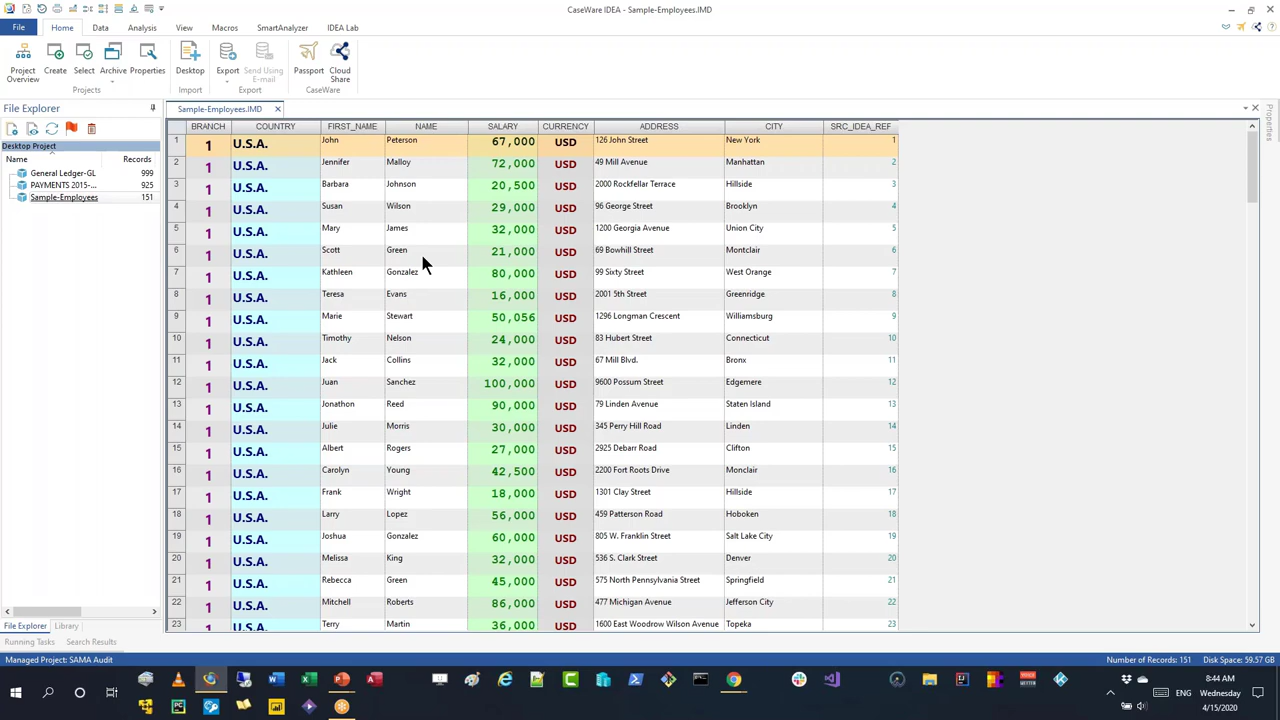 CaseWare IDEA - Sample-Employees.IMD
File Home Data Analysis View Macros SmartAnalyzer IDEA Lab
Project Overview Create Select Archive Properties Desktop Export Send Using E-mail Passport Cloud Share
Projects Import Export CaseWare
File Explorer
Sample-Employees.IMD
Properties
Desktop Project
Name Records
General Ledger-GL 999
PAYMENTS 2015-... 925
Sample-Employees 151
BRANCH COUNTRY FIRST_NAME NAME SALARY CURRENCY ADDRESS CITY SRC_IDEA_REF
1 1 U.S.A. John Peterson 67,000 USD 126 John Street New York 1
2 1 U.S.A. Jennifer Malloy 72,000 USD 49 Mill Avenue Manhattan 2
3 1 U.S.A. Barbara Johnson 20,500 USD 2000 Rockfellar Terrace Hillside 3
4 1 U.S.A. Susan Wilson 29,000 USD 96 George Street Brooklyn 4
5 1 U.S.A. Mary James 32,000 USD 1200 Georgia Avenue Union City 5
6 1 U.S.A. Scott Green 21,000 USD 69 Bowhill Street Montclair 6
7 1 U.S.A. Kathleen Gonzalez 80,000 USD 99 Sixty Street West Orange 7
8 1 U.S.A. Teresa Evans 16,000 USD 2001 5th Street Greenridge 8
9 1 U.S.A. Marie Stewart 50,056 USD 1296 Longman Crescent Williamsburg 9
10 1 U.S.A. Timothy Nelson 24,000 USD 83 Hubert Street Connecticut 10
11 1 U.S.A. Jack Collins 32,000 USD 67 Mill Blvd. Bronx 11
12 1 U.S.A. Juan Sanchez 100,000 USD 9600 Possum Street Edgemere 12
13 1 U.S.A. Jonathon Reed 90,000 USD 79 Linden Avenue Staten Island 13
14 1 U.S.A. Julie Morris 30,000 USD 345 Perry Hill Road Linden 14
15 1 U.S.A. Albert Rogers 27,000 USD 2925 Debarr Road Clifton 15
16 1 U.S.A. Carolyn Young 42,500 USD 2200 Fort Roots Drive Monclair 16
17 1 U.S.A. Frank Wright 18,000 USD 1301 Clay Street Hillside 17
18 1 U.S.A. Larry Lopez 56,000 USD 459 Patterson Road Hoboken 18
19 1 U.S.A. Joshua Gonzalez 60,000 USD 805 W. Franklin Street Salt Lake City 19
20 1 U.S.A. Melissa King 32,000 USD 536 S. Clark Street Denver 20
21 1 U.S.A. Rebecca Green 45,000 USD 575 North Pennsylvania Street Springfield 21
22 1 U.S.A. Mitchell Roberts 86,000 USD 477 Michigan Avenue Jefferson City 22
23 1 U.S.A. Terry Martin 36,000 USD 1600 East Woodrow Wilson Avenue Topeka 23
File Explorer Library
Running Tasks Search Results
Managed Project: SAMA Audit Number of Records: 151 Disk Space: 59.57 GB
8:44 AM
ENG Wednesday
4/15/2020